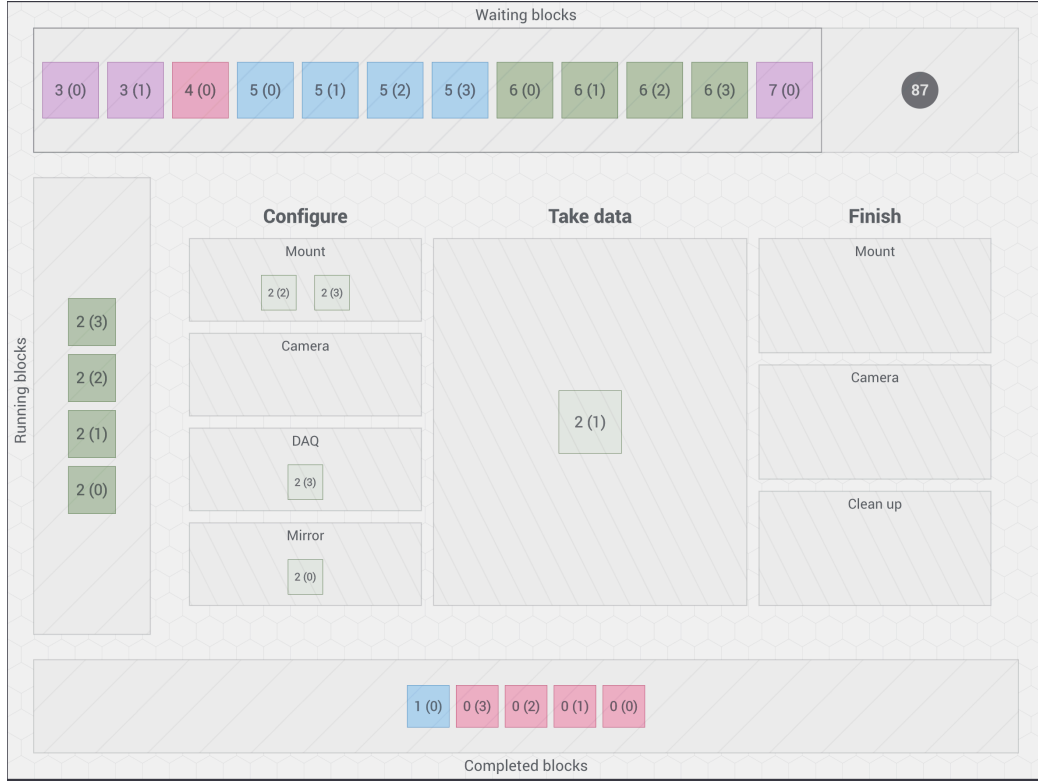 Waiting blocks
3 (0) 3 (1) 4 (0) 5 (0) 5 (1) 5 (2) 5 (3) 6 (0) 6 (1) 6 (2) 6 (3) 7 (0) 87
Running blocks
2 (3)
2 (2)
2 (1)
2 (0)
Configure
Mount
2 (2) 2 (3)
Camera
DAQ
2 (3)
Mirror
2 (0)
Take data
2 (1)
Finish
Mount
Camera
Clean up
1 (0) 0 (3) 0 (2) 0 (1) 0 (0)
Completed blocks